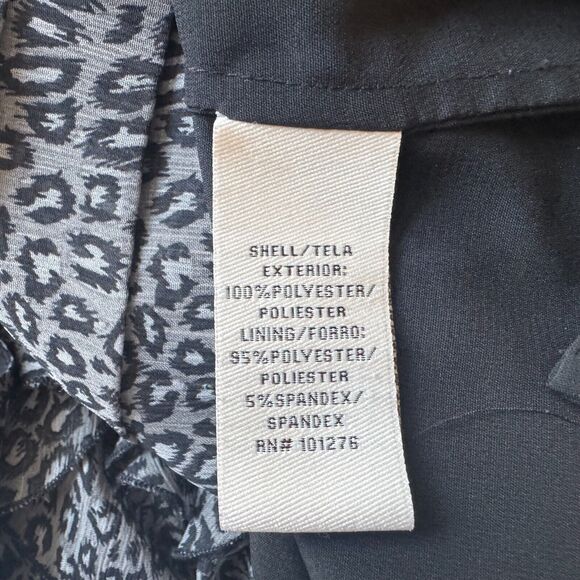 SHELL/TELA
EXTERIOR:
100%POLYESTER/
POLIESTER
LINING/FORRO:
95%POLYESTER/
POLIESTER
5%SPANDEX/
SPANDEX
RN# 101276